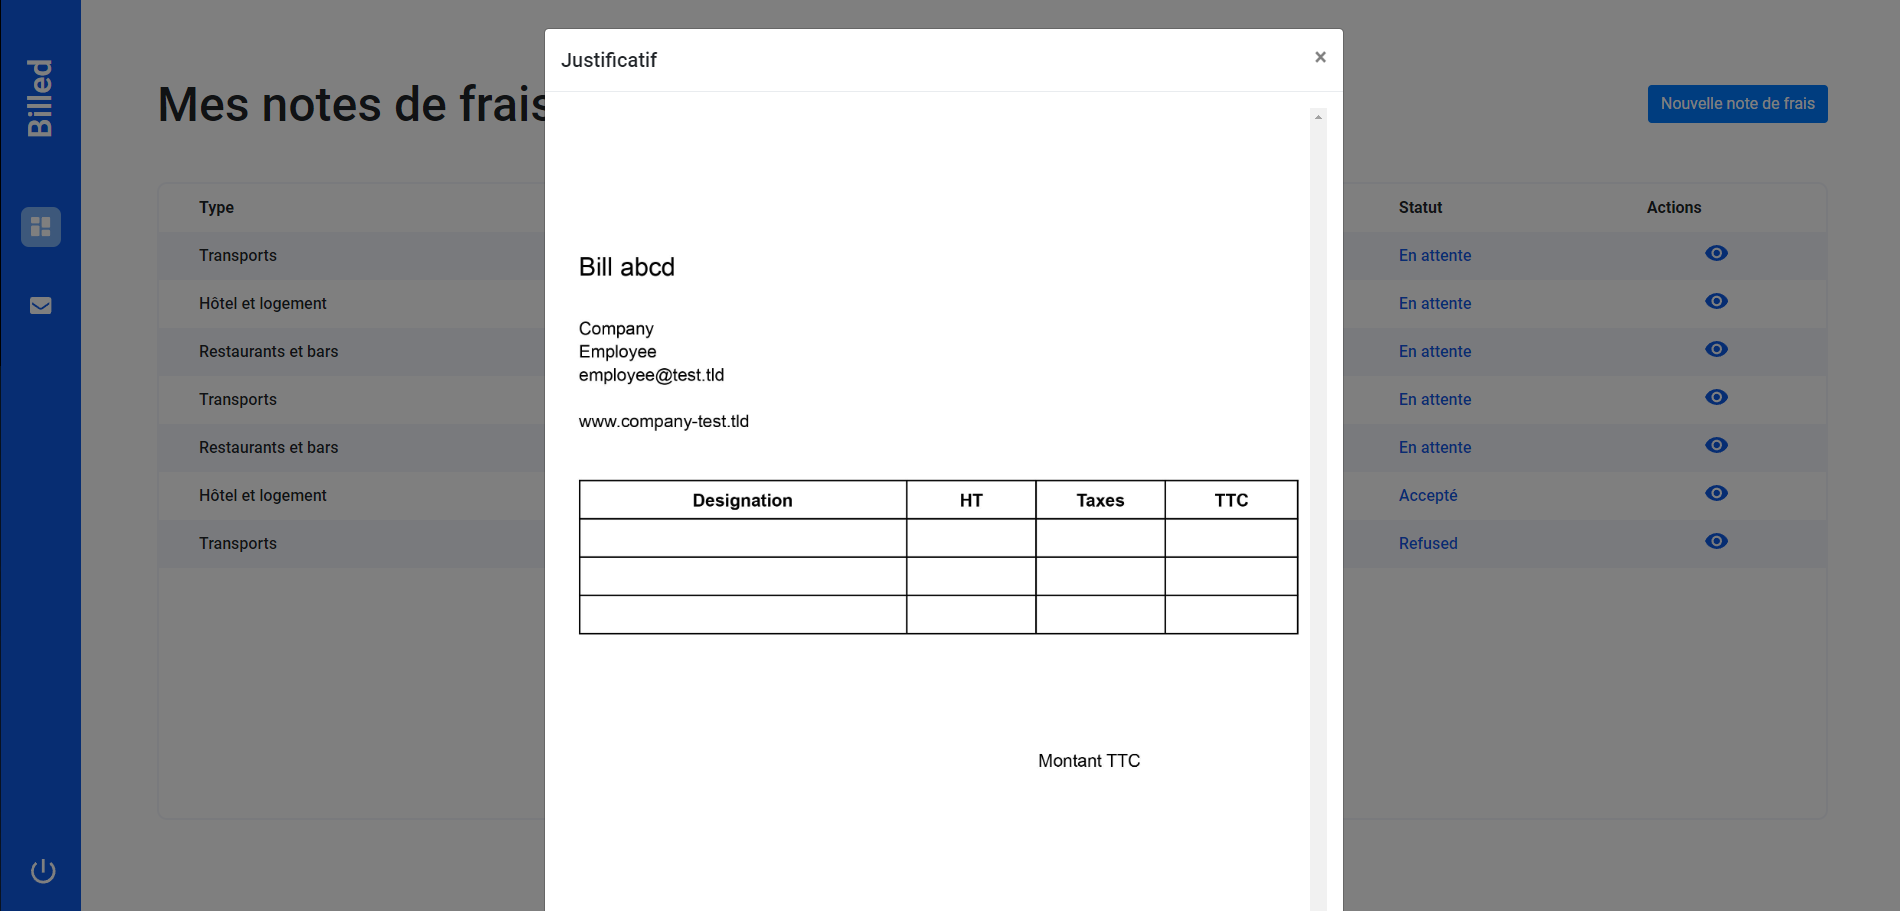 Billed
Mes notes de frais
Nouvelle note de frais
Type
Statut
Actions
Transports
En attente
Hôtel et logement
En attente
Restaurants et bars
En attente
Transports
En attente
Restaurants et bars
En attente
Hôtel et logement
Accepté
Transports
Refused
Justificatif
×
Bill abcd
Company
Employee
employee@test.tld
www.company-test.tld
Designation HT Taxes TTC
Montant TTC